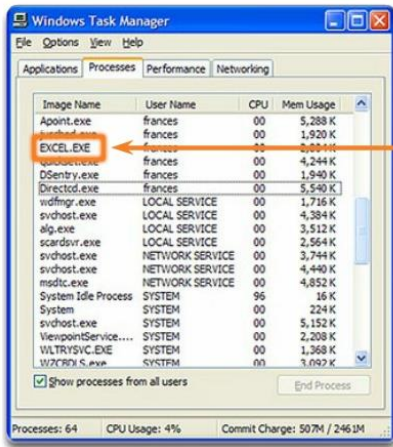 Windows Task Manager
File Options View Help
Applications Processes Performance Networking
Image Name User Name CPU Mem Usage
Apoint.exe frances 00 5,288 K
frances 00 1,920 K
EXCEL.EXE
frances 00 4,244 K
DSentry.exe frances 00 1,940 K
Directcd.exe frances 00 5,540 K
wdfmgr.exe LOCAL SERVICE 00 1,716 K
svchost.exe LOCAL SERVICE 00 4,384 K
alg.exe LOCAL SERVICE 00 3,512 K
scardsvr.exe LOCAL SERVICE 00 2,564 K
svchost.exe NETWORK SERVICE 00 3,744 K
svchost.exe NETWORK SERVICE 00 4,440 K
msdtc.exe NETWORK SERVICE 00 4,852 K
System Idle Process SYSTEM 96 16 K
System SYSTEM 00 224 K
svchost.exe SYSTEM 00 5,152 K
ViewpointService.... SYSTEM 00 2,208 K
WLTRYSVC.EXE SYSTEM 00 1,368 K
WZCBDLS.exe SYSTEM 00 3,092 K
Show processes from all users
End Process
Processes: 64 CPU Usage: 4% Commit Charge: 507M / 2461M